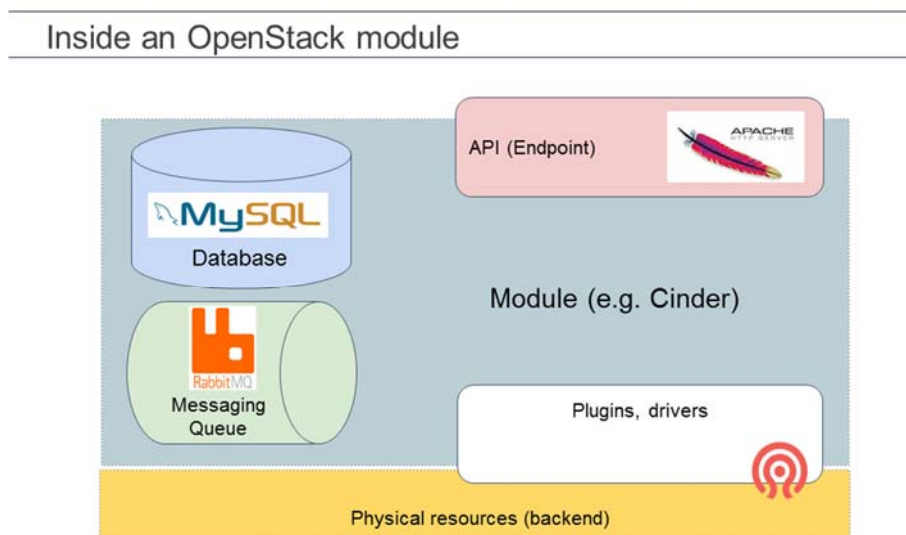 Inside an OpenStack module
API (Endpoint)
APACHE
HTTP SERVER
MySQL
Database
Module (e.g. Cinder)
RabbitMQ
Messaging
Queue
Plugins, drivers
Physical resources (backend)